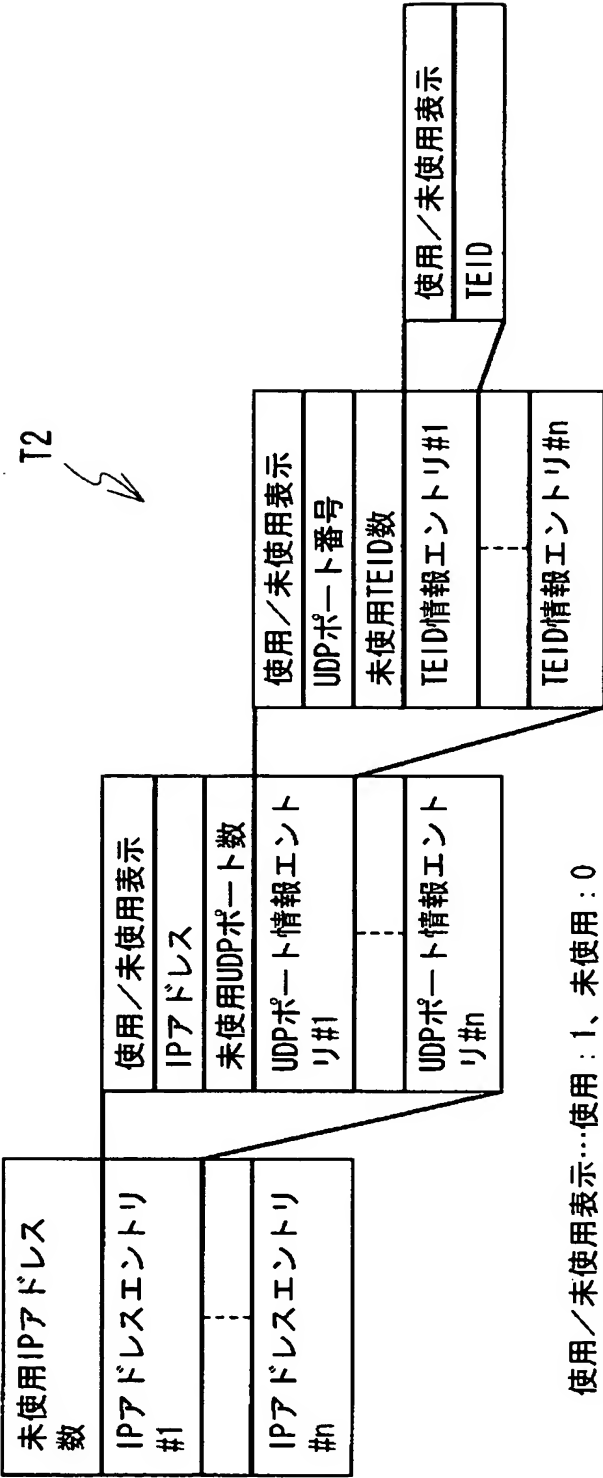 T2
未使用IPアドレス
数
IPアドレスエントリ
#1
IPアドレスエントリ
#n
使用/未使用表示
IPアドレス
未使用UDPポート数
UDPポート情報エント
リ#1
UDPポート情報エント
リ#n
使用/未使用表示
UDPポート番号
未使用TEID数
TEID情報エントリ#1
TEID情報エントリ#n
使用/未使用表示
TEID
使用/未使用表示…使用:1、未使用:0